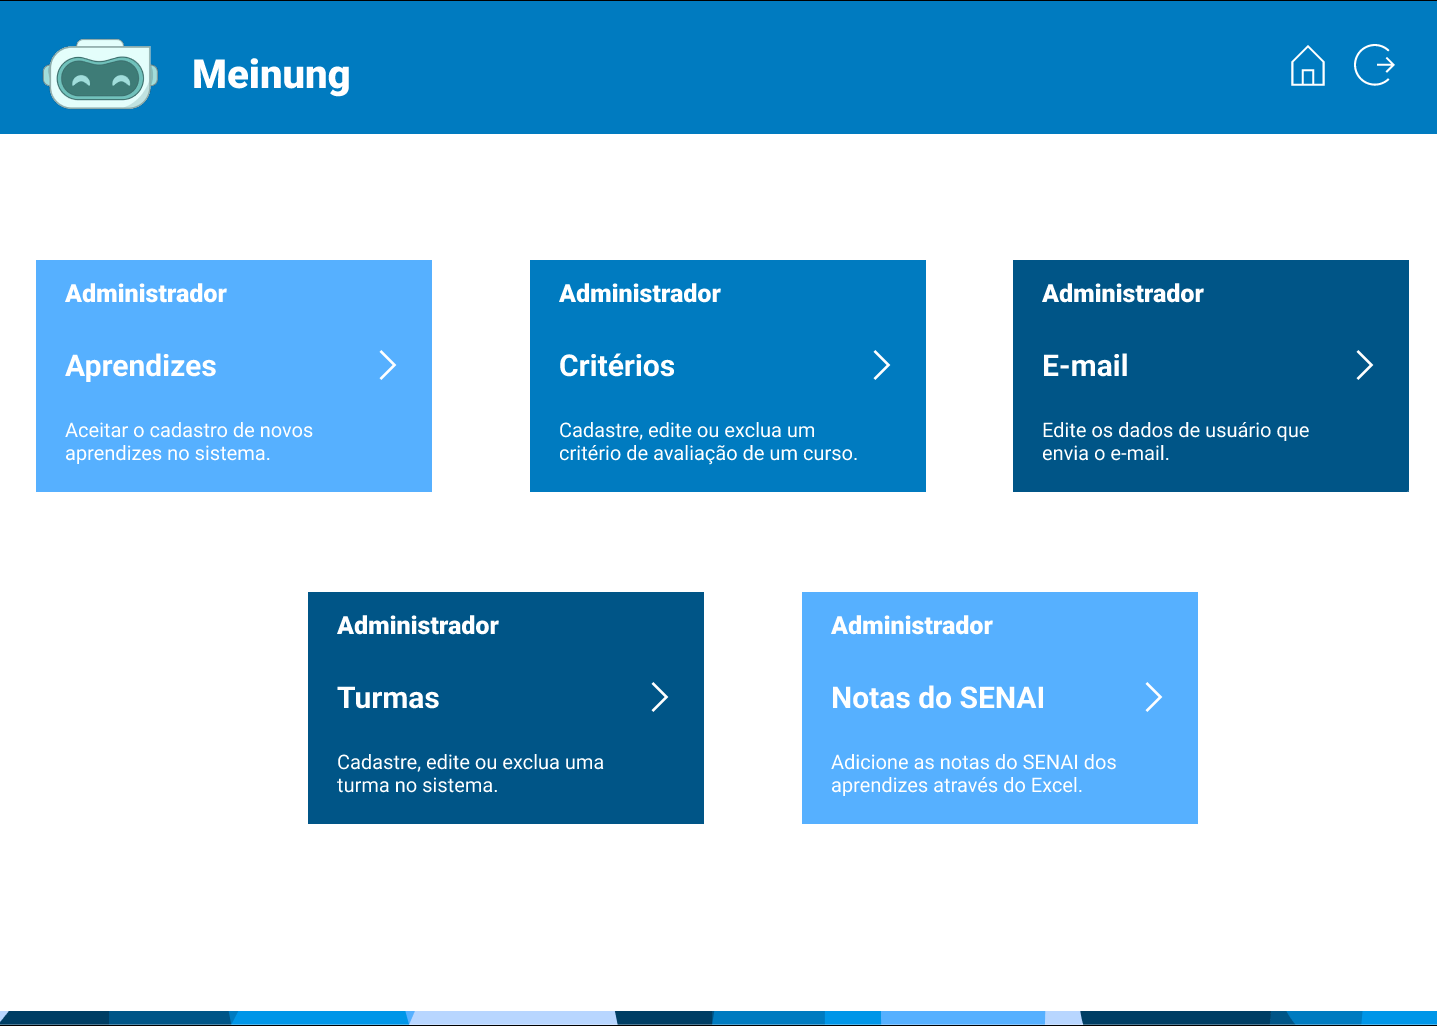 Meinung
Administrador
Aprendizes
Aceitar o cadastro de novos
aprendizes no sistema.
Administrador
Critérios
Cadastre, edite ou exclua um
critério de avaliação de um curso.
Administrador
E-mail
Edite os dados de usuário que
envia o e-mail.
Administrador
Turmas
Cadastre, edite ou exclua uma
turma no sistema.
Administrador
Notas do SENAI
Adicione as notas do SENAI dos
aprendizes através do Excel.